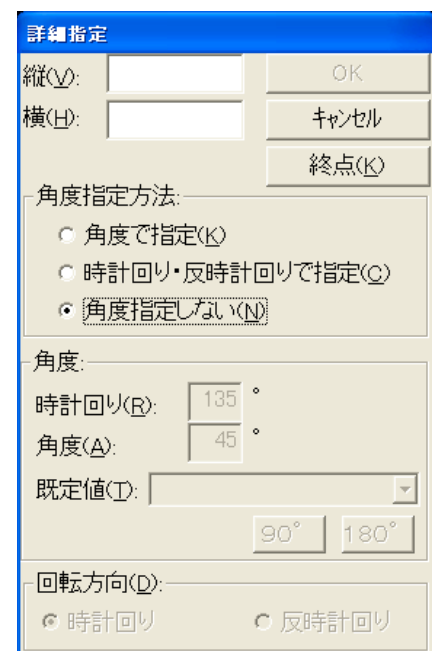 詳細指定
縦(V):
OK
横(H):
キャンセル
終点(K)
角度指定方法:
角度で指定(K)
時計回り・反時計回りで指定(C)
角度指定しない(N)
角度:
時計回り(R): 135 °
角度(A): 45 °
既定値(T):
90° 180°
回転方向(D):
時計回り 反時計回り